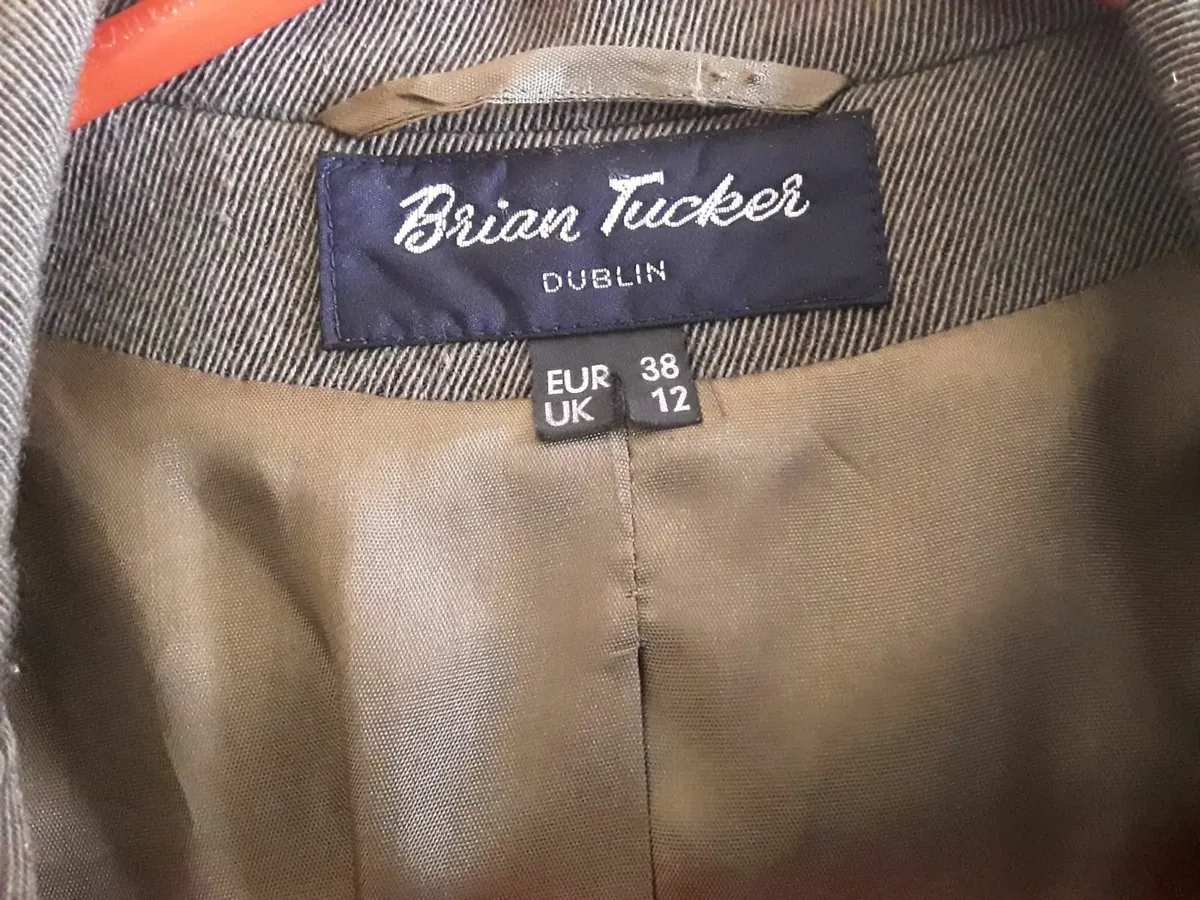 Brian Tucker
DUBLIN
EUR 38
UK 12